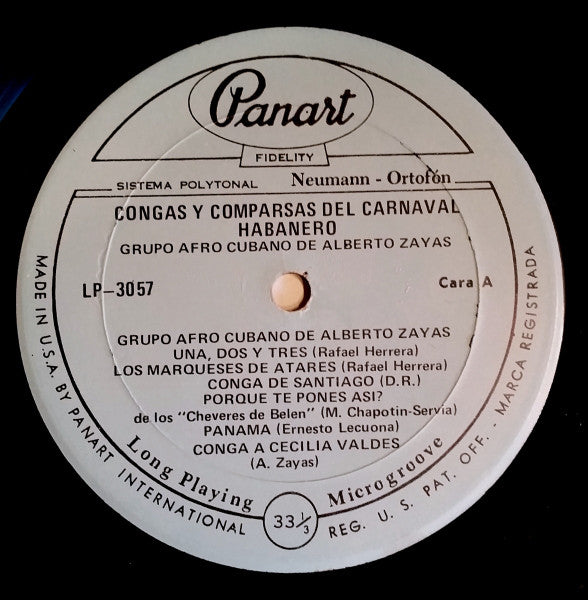 Panart
FIDELITY
SISTEMA POLYTONAL Neumann - Ortofón
CONGAS Y COMPARSAS DEL CARNAVAL
HABANERO
GRUPO AFRO CUBANO DE ALBERTO ZAYAS
LP-3057 Cara A
GRUPO AFRO CUBANO DE ALBERTO ZAYAS
UNA, DOS Y TRES (Rafael Herrera)
LOS MARQUESES DE ATARES (Rafael Herrera)
CONGA DE SANTIAGO (D.R.)
PORQUE TE PONES ASI?
de los "Cheveres de Belen" (M. Chapotin-Servia)
PANAMA (Ernesto Lecuona)
CONGA A CECILIA VALDES
(A. Zayas)
Long Playing Microgroove
33 1/3
MADE IN U.S.A. BY PANART INTERNATIONAL
REG. U. S. PAT. OFF. - MARCA REGISTRADA